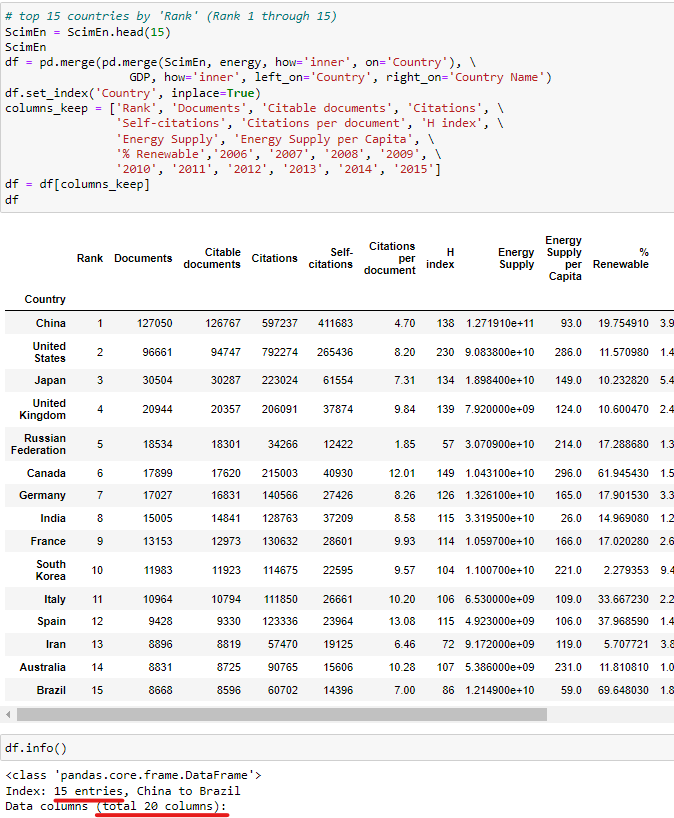 # top 15 countries by 'Rank' (Rank 1 through 15)
ScimEn = ScimEn.head(15)
ScimEn
df = pd.merge(pd.merge(ScimEn, energy, how='inner', on='Country'), \
GDP, how='inner', left_on='Country', right_on='Country Name')
df.set_index('Country', inplace=True)
columns_keep = ['Rank', 'Documents', 'Citable documents', 'Citations', \
'Self-citations', 'Citations per document', 'H index', \
'Energy Supply', 'Energy Supply per Capita', \
'% Renewable','2006', '2007', '2008', '2009', \
'2010', '2011', '2012', '2013', '2014', '2015']
df = df[columns_keep]
df
Rank Documents Citable documents Citations Self-citations Citations per document H index Energy Supply Energy Supply per Capita % Renewable
Country
China 1 127050 126767 597237 411683 4.70 138 1.271910e+11 93.0 19.754910 3.9
United States 2 96661 94747 792274 265436 8.20 230 9.083800e+10 286.0 11.570980 1.4
Japan 3 30504 30287 223024 61554 7.31 134 1.898400e+10 149.0 10.232820 5.4
United Kingdom 4 20944 20357 206091 37874 9.84 139 7.920000e+09 124.0 10.600470 2.4
Russian Federation 5 18534 18301 34266 12422 1.85 57 3.070900e+10 214.0 17.288680 1.3
Canada 6 17899 17620 215003 40930 12.01 149 1.043100e+10 296.0 61.945430 1.5
Germany 7 17027 16831 140566 27426 8.26 126 1.326100e+10 165.0 17.901530 3.3
India 8 15005 14841 128763 37209 8.58 115 3.319500e+10 26.0 14.969080 1.2
France 9 13153 12973 130632 28601 9.93 114 1.059700e+10 166.0 17.020280 2.6
South Korea 10 11983 11923 114675 22595 9.57 104 1.100700e+10 221.0 2.279353 9.4
Italy 11 10964 10794 111850 26661 10.20 106 6.530000e+09 109.0 33.667230 2.2
Spain 12 9428 9330 123336 23964 13.08 115 4.923000e+09 106.0 37.968590 1.4
Iran 13 8896 8819 57470 19125 6.46 72 9.172000e+09 119.0 5.707721 3.8
Australia 14 8831 8725 90765 15606 10.28 107 5.386000e+09 231.0 11.810810 1.0
Brazil 15 8668 8596 60702 14396 7.00 86 1.214900e+10 59.0 69.648030 1.8
df.info()
<class 'pandas.core.frame.DataFrame'>
Index: 15 entries, China to Brazil
Data columns (total 20 columns):